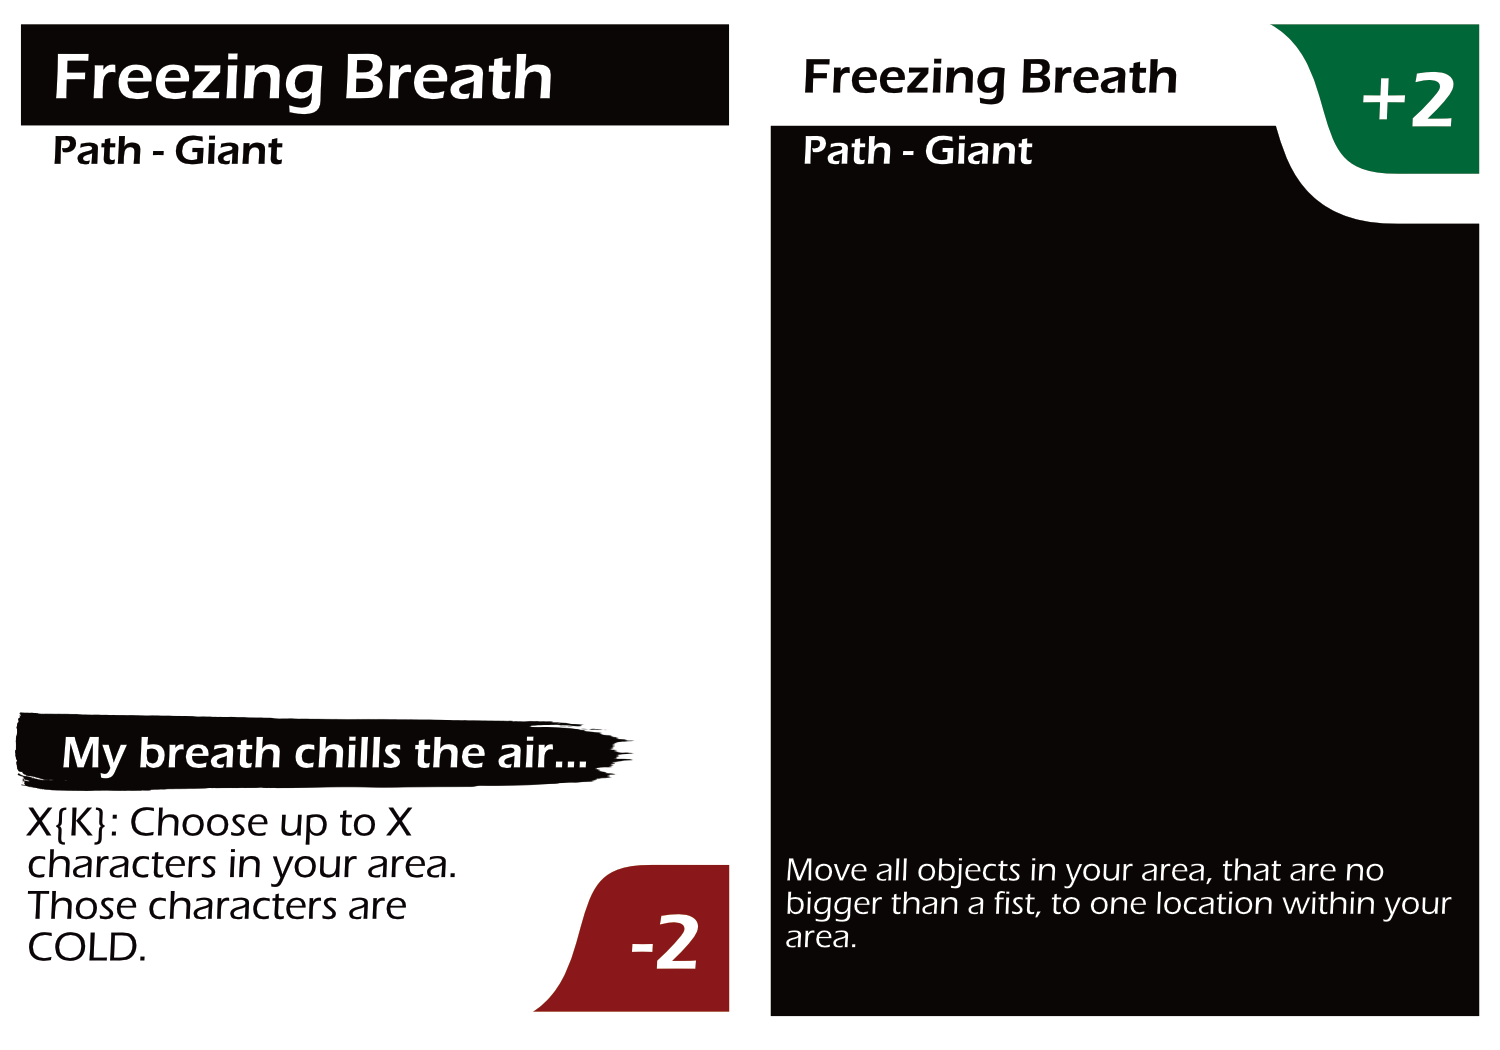 Freezing Breath
Path - Giant
My breath chills the air...
X{K}: Choose up to X
characters in your area.
Those characters are
COLD.
-2
Freezing Breath
+2
Path - Giant
Move all objects in your area, that are no
bigger than a fist, to one location within your
area.